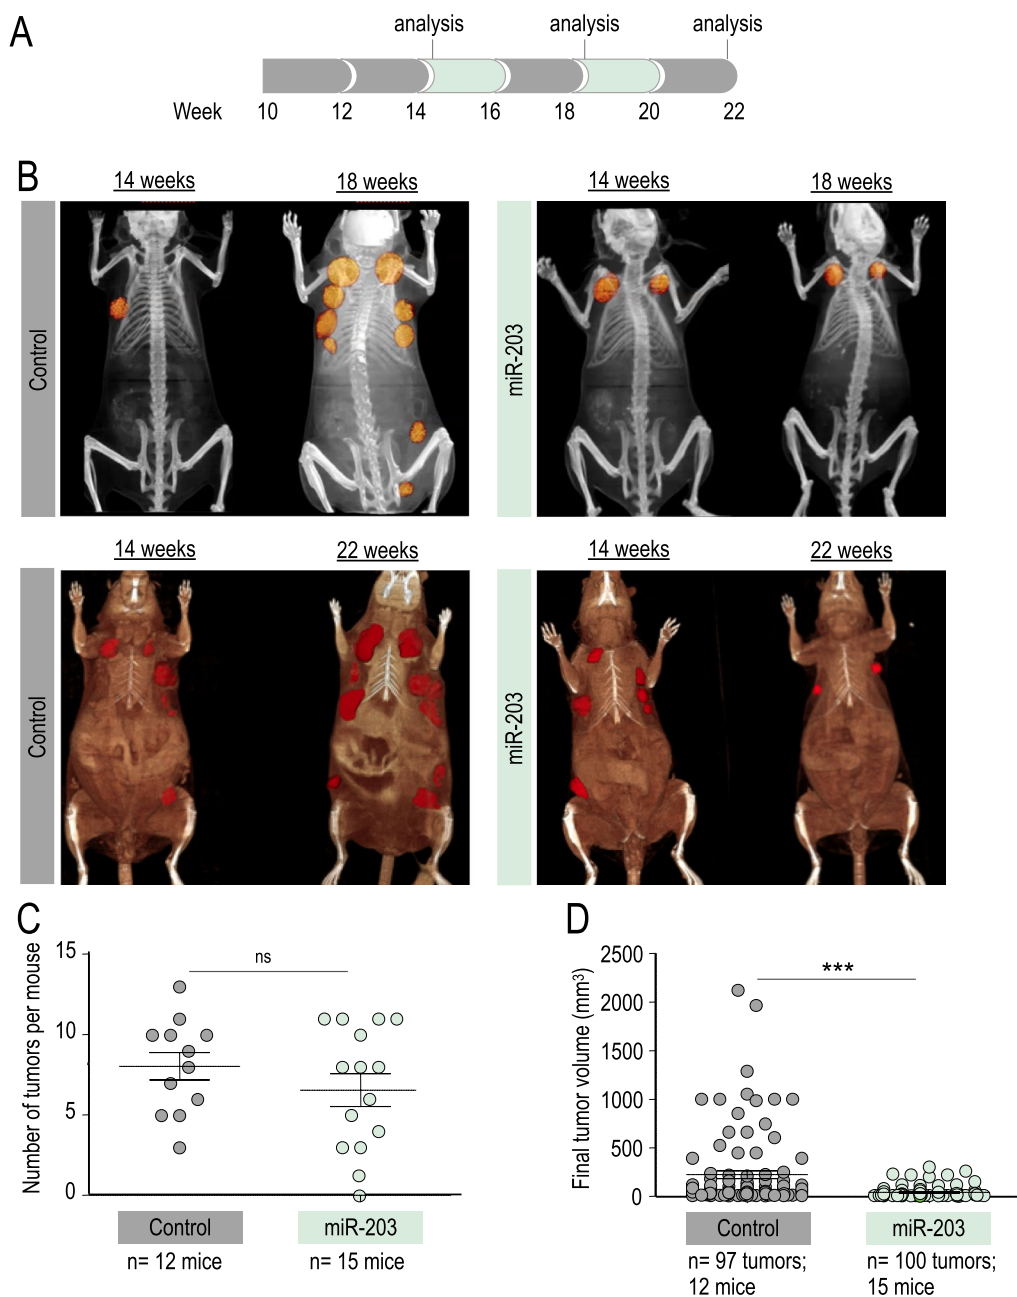 A
analysis analysis analysis
Week 10 12 14 16 18 20 22
B
14 weeks 18 weeks 14 weeks 18 weeks
Control
miR-203
14 weeks 22 weeks 14 weeks 22 weeks
Control
miR-203
C
Number of tumors per mouse
15
10
5
0
ns
Control miR-203
n= 12 mice n= 15 mice
D
Final tumor volume (mm³)
2500
2000
1500
1000
500
0
***
Control miR-203
n= 97 tumors; n= 100 tumors;
12 mice 15 mice